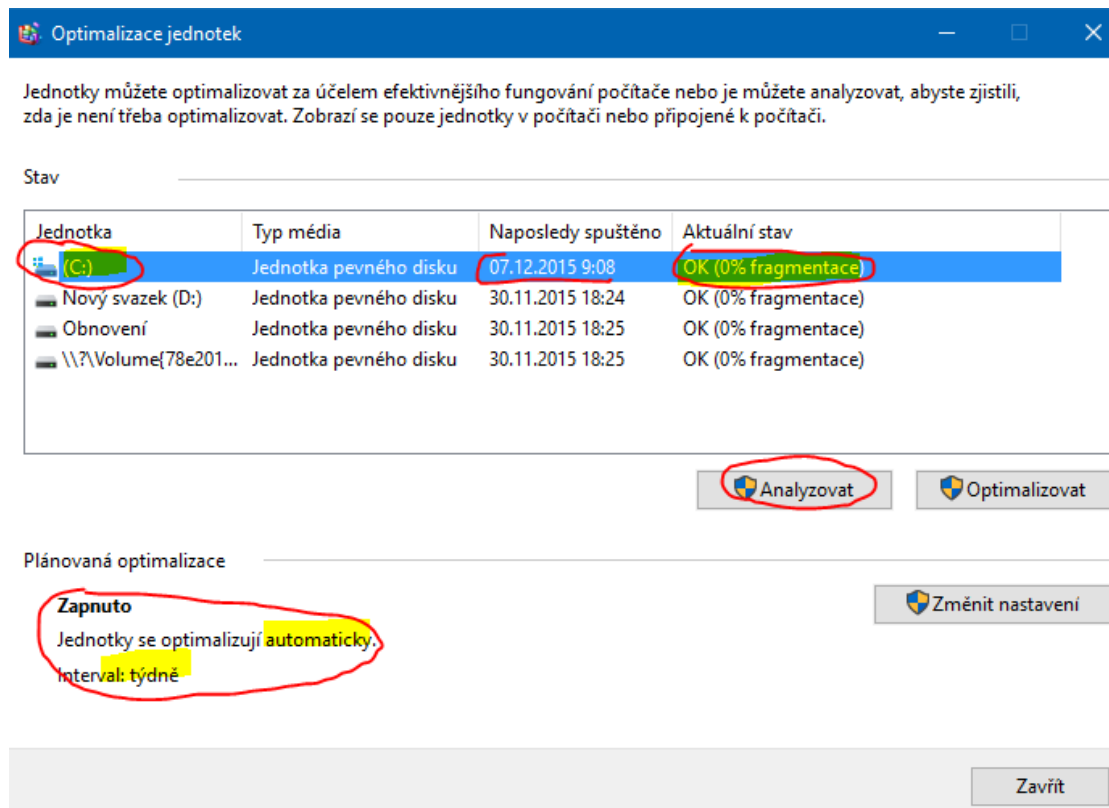 Optimalizace jednotek
Jednotky můžete optimalizovat za účelem efektivnějšího fungování počítače nebo je můžete analyzovat, abyste zjistili,
zda je není třeba optimalizovat. Zobrazí se pouze jednotky v počítači nebo připojené k počítači.
Stav
Jednotka Typ média Naposledy spuštěno Aktuální stav
(C:) Jednotka pevného disku 07.12.2015 9:08 OK (0% fragmentace)
Nový svazek (D:) Jednotka pevného disku 30.11.2015 18:24 OK (0% fragmentace)
Obnovení Jednotka pevného disku 30.11.2015 18:25 OK (0% fragmentace)
\\?\Volume{78e201... Jednotka pevného disku 30.11.2015 18:25 OK (0% fragmentace)
Analyzovat Optimalizovat
Plánovaná optimalizace
Zapnuto Změnit nastavení
Jednotky se optimalizují automaticky.
Interval: týdně
Zavřít